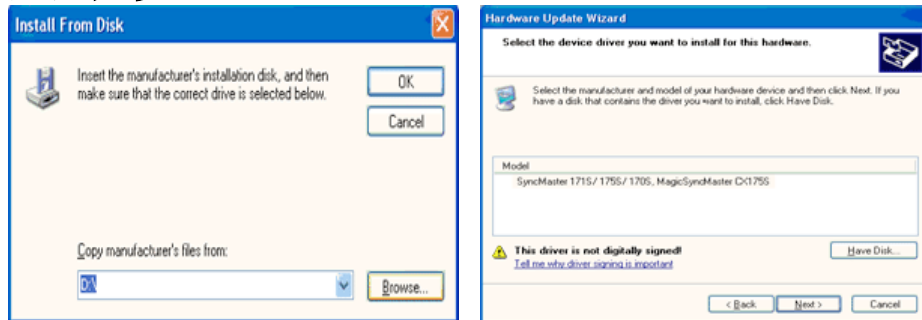 Install From Disk
Insert the manufacturer's installation disk, and then
make sure that the correct drive is selected below.
OK
Cancel
Copy manufacturer's files from:
D:\
Browse...
Hardware Update Wizard
Select the device driver you want to install for this hardware.
Select the manufacturer and model of your hardware device and then click Next. If you
have a disk that contains the driver you want to install, click Have Disk.
Model
SyncMaster 171S/ 175S/ 170S, MagicSyncMaster CX175S
This driver is not digitally signed!
Tell me why driver signing is important
Have Disk...
< Back
Next >
Cancel